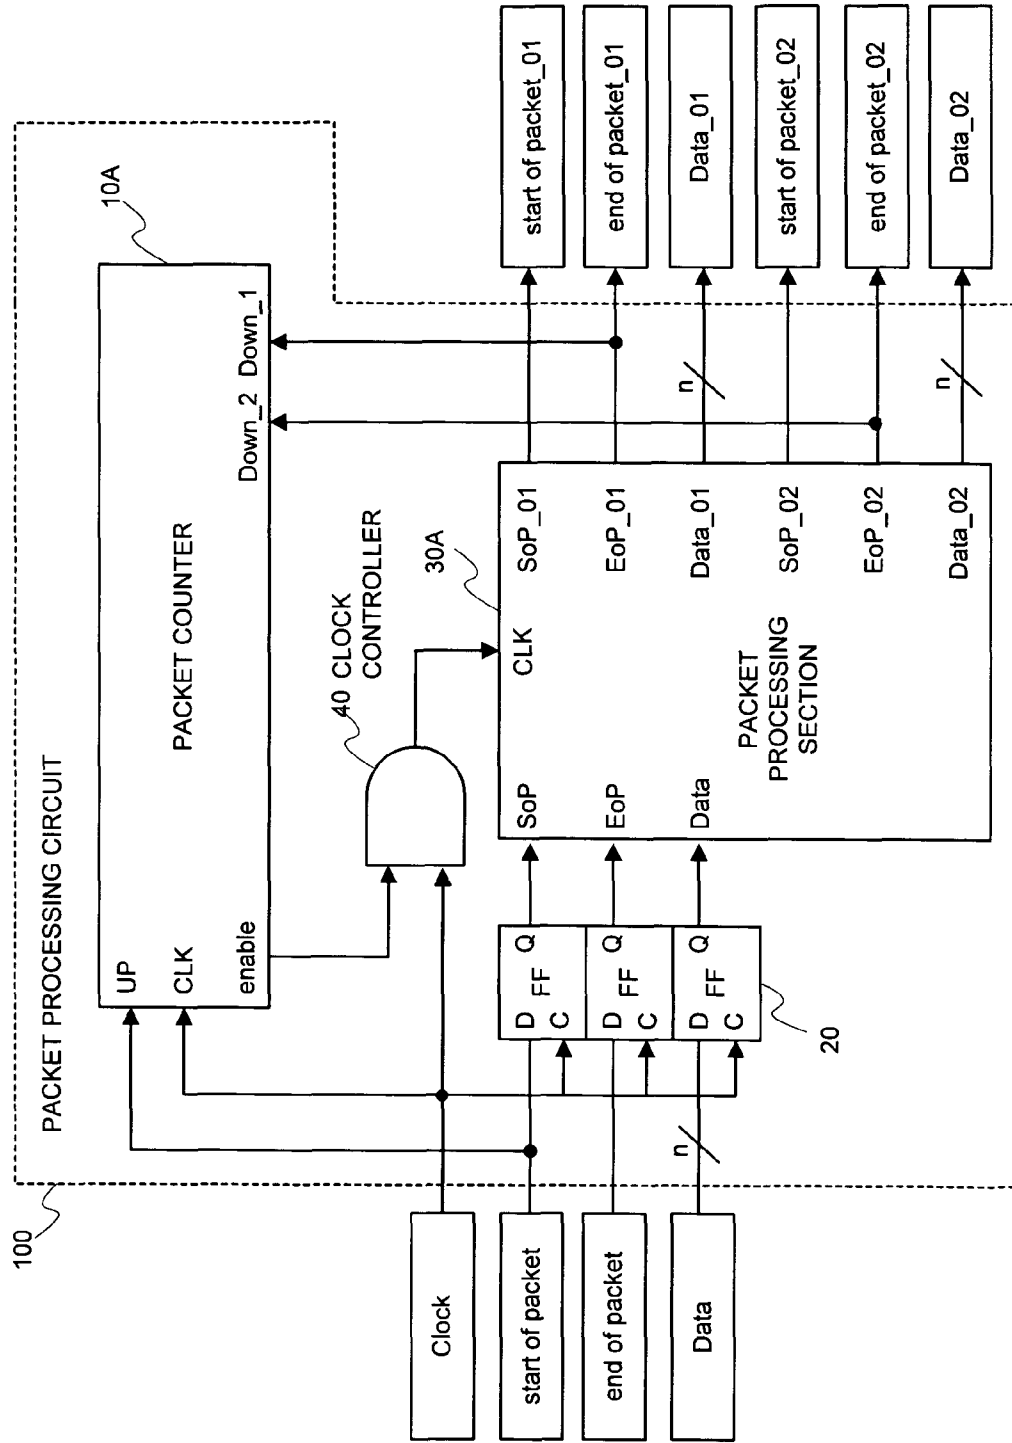 100
PACKET PROCESSING CIRCUIT
10A
UP
CLK
enable
PACKET COUNTER
Down_2
Down_1
40 CLOCK
CONTROLLER
30A
Clock
start of packet
end of packet
Data
n
D
Q
FF
C
D
Q
FF
C
D
Q
FF
C
20
CLK
SoP
EoP
Data
PACKET
PROCESSING
SECTION
SoP_01
EoP_01
Data_01
SoP_02
EoP_02
Data_02
n
n
start of packet_01
end of packet_01
Data_01
start of packet_02
end of packet_02
Data_02